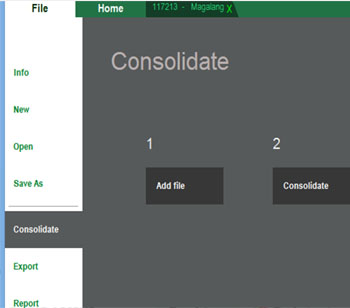 File Home 117213 - Magalang X
Info
New
Open
Save As
Consolidate
Export
Report
Consolidate
1 2
Add file Consolidate